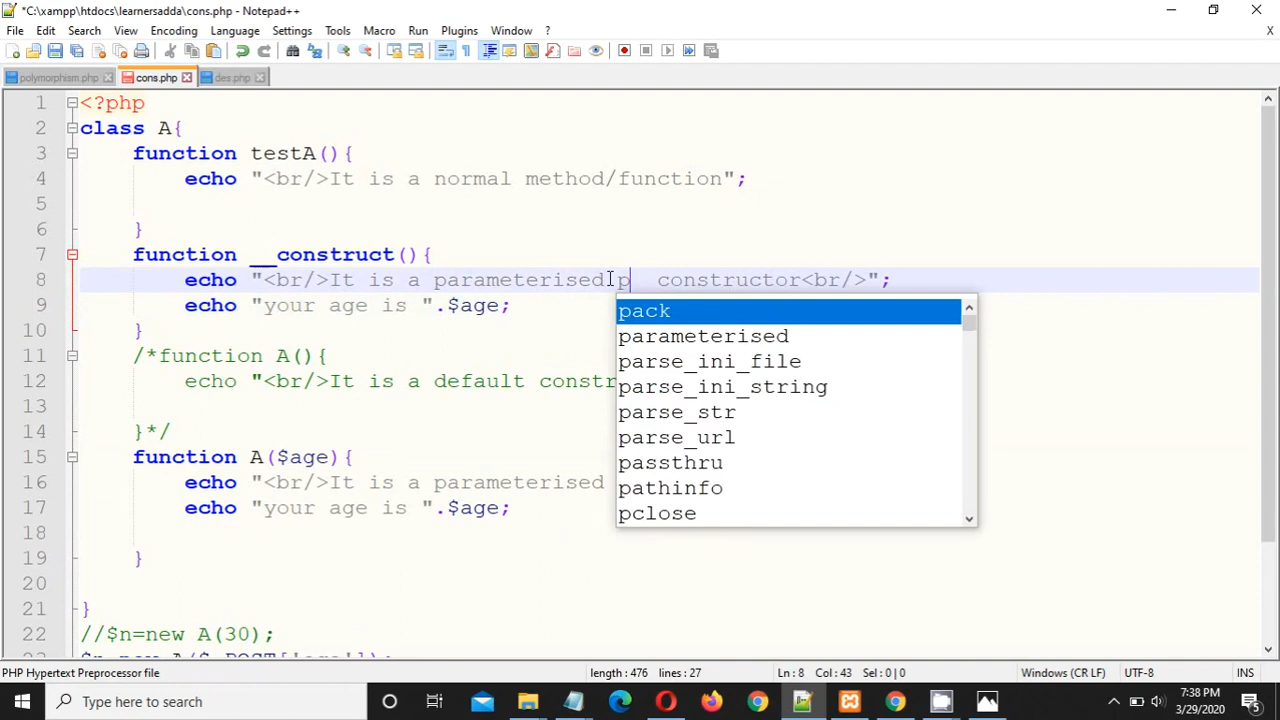 *C:\xampp\htdocs\learnersadda\cons.php - Notepad++
File Edit Search View Encoding Language Settings Tools Macro Run Plugins Window ? X
polymorphism.php cons.php des.php
1 <?php
2 class A{
3 function testA(){
4 echo "<br/>It is a normal method/function";
5
6 }
7 function __construct(){
8 echo "<br/>It is a parameterised p constructor<br/>";
9 echo "your age is ".$age;
10 }
11 /*function A(){
12 echo "<br/>It is a default constr
13
14 }*/
15 function A($age){
16 echo "<br/>It is a parameterised
17 echo "your age is ".$age;
18
19 }
20
21 }
22 //$n=new A(30);
$n=new A($_POST['age']);
pack
parameterised
parse_ini_file
parse_ini_string
parse_str
parse_url
passthru
pathinfo
pclose
PHP Hypertext Preprocessor file length : 476 lines : 27 Ln : 8 Col : 43 Sel : 0 | 0 Windows (CR LF) UTF-8 INS
Type here to search
7:38 PM
3/29/2020
5